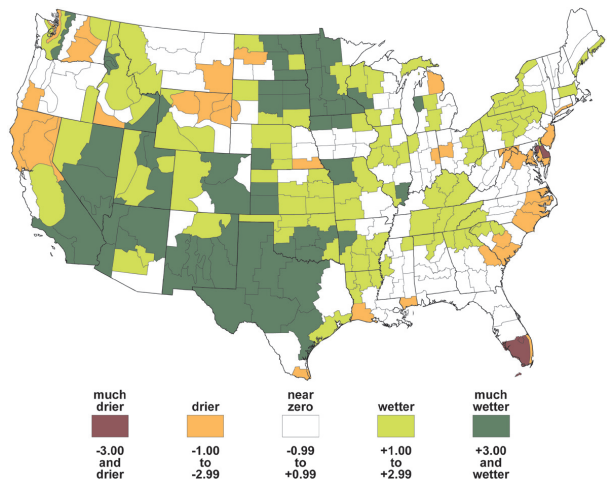 much
drier
drier
near
zero
wetter
much
wetter
-3.00
and
drier
-1.00
to
-2.99
-0.99
to
+0.99
+1.00
to
+2.99
+3.00
and
wetter